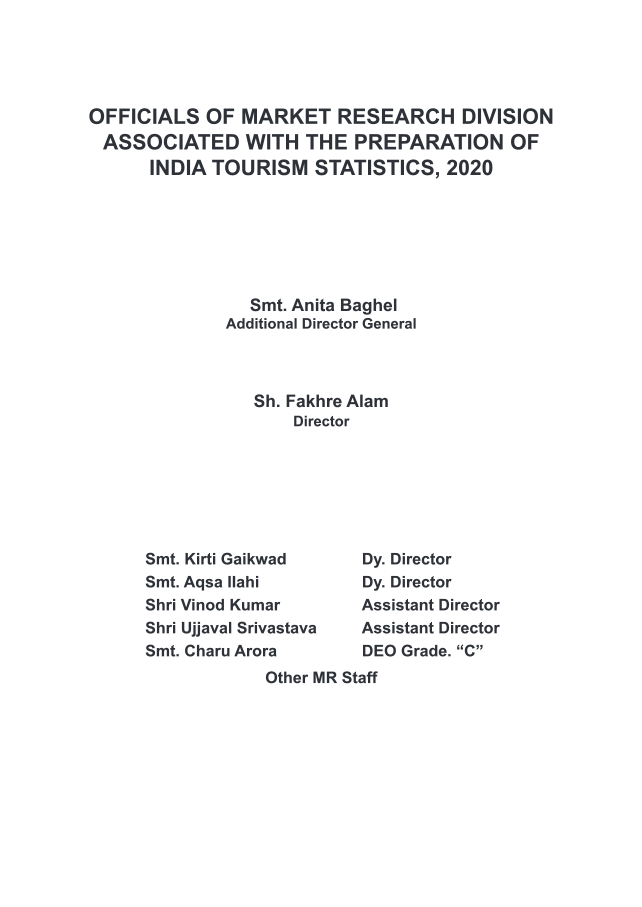 OFFICIALS OF MARKET RESEARCH DIVISION
ASSOCIATED WITH THE PREPARATION OF
INDIA TOURISM STATISTICS, 2020
Smt. Anita Baghel
Additional Director General
Sh. Fakhre Alam
Director
Smt. Kirti Gaikwad Dy. Director
Smt. Aqsa Ilahi Dy. Director
Shri Vinod Kumar Assistant Director
Shri Ujjaval Srivastava Assistant Director
Smt. Charu Arora DEO Grade. “C”
Other MR Staff